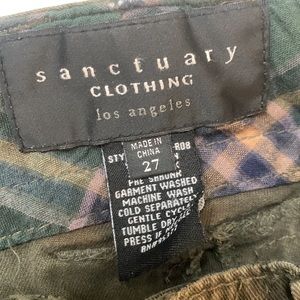 sanctuary
CLOTHING
los angeles
MADE IN
CHINA
27
PRE SHRUNK
GARMENT WASHED
MACHINE WASH
COLD SEPARATELY
GENTLE CYCLE
TUMBLE DRY
PRESS